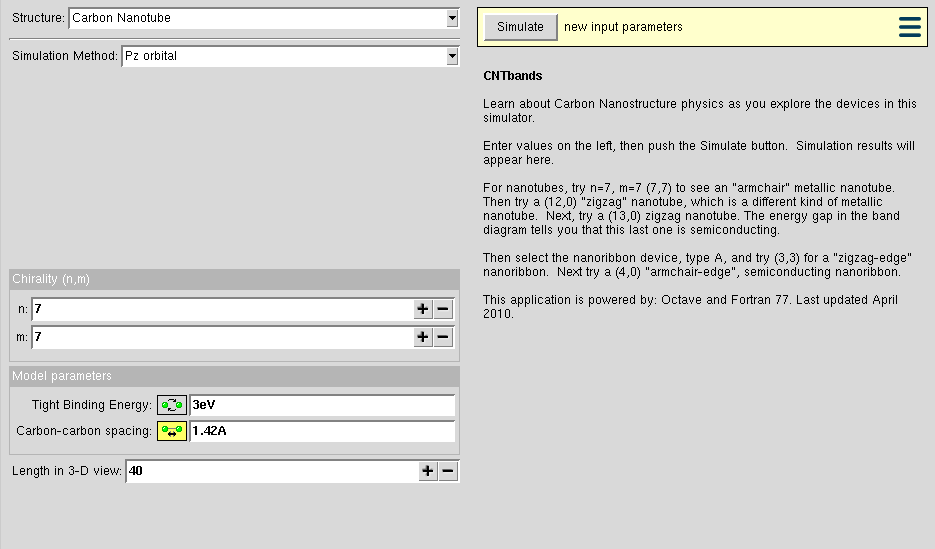 Structure: Carbon Nanotube
Simulation Method: Pz orbital
Chirality (n,m)
n: 7
m: 7
Model parameters
Tight Binding Energy: 3eV
Carbon-carbon spacing: 1.42A
Length in 3-D view: 40
Simulate new input parameters
CNTbands
Learn about Carbon Nanostructure physics as you explore the devices in this
simulator.
Enter values on the left, then push the Simulate button. Simulation results will
appear here.
For nanotubes, try n=7, m=7 (7,7) to see an "armchair" metallic nanotube.
Then try a (12,0) "zigzag" nanotube, which is a different kind of metallic
nanotube. Next, try a (13,0) zigzag nanotube. The energy gap in the band
diagram tells you that this last one is semiconducting.
Then select the nanoribbon device, type A, and try (3,3) for a "zigzag-edge"
nanoribbon. Next try a (4,0) "armchair-edge", semiconducting nanoribbon.
This application is powered by: Octave and Fortran 77. Last updated April
2010.